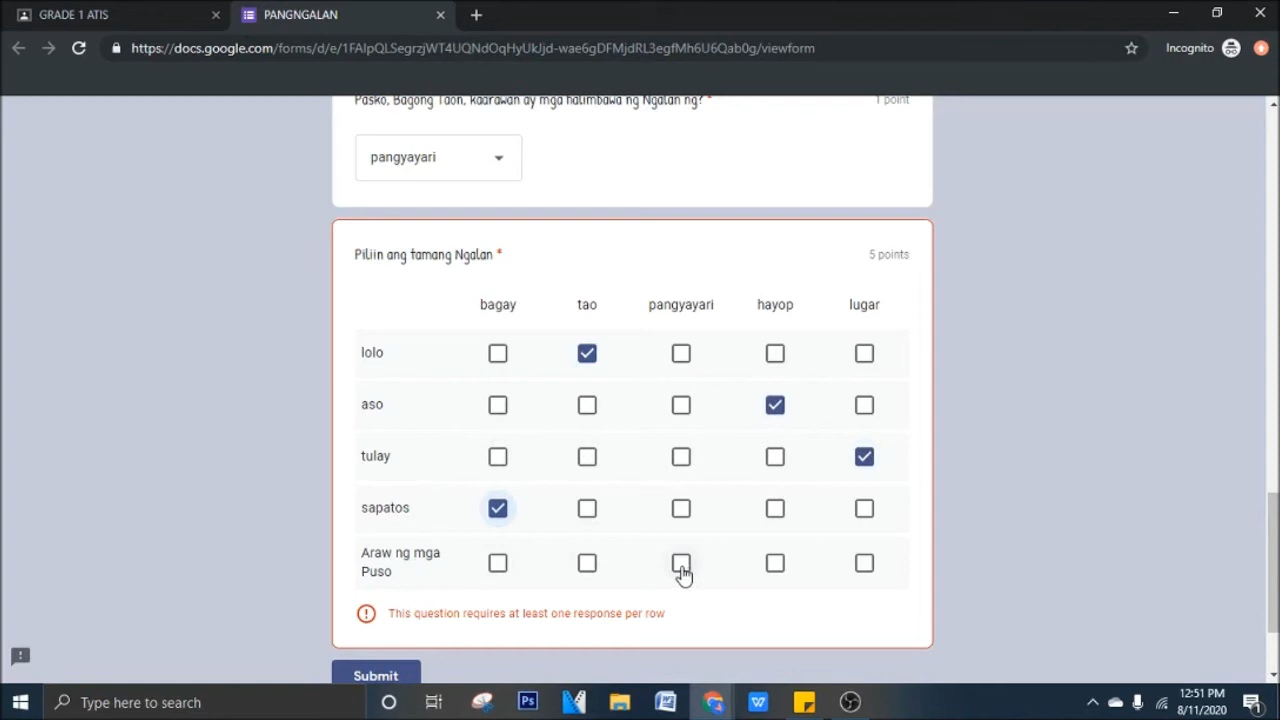 GRADE 1 ATIS
PANGNGALAN
https://docs.google.com/forms/d/e/1FAIpQLSegrzjWT4UQNdOqHyUkJjd-wae6gDFMjdRL3egfMh6U6Qab0g/viewform
Incognito
Pasko, Bagong Taon, kaarawan ay mga halimbawa ng Ngalan ng? *
1 point
pangyayari
Piliin ang tamang Ngalan *
5 points
bagay tao pangyayari hayop lugar
lolo
aso
tulay
sapatos
Araw ng mga
Puso
This question requires at least one response per row
Submit
Type here to search
Ps
12:51 PM
8/11/2020